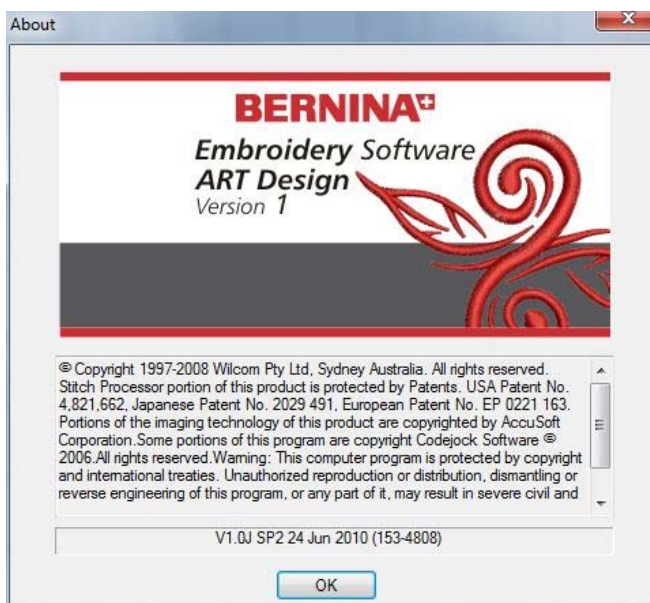 About
BERNINA
Embroidery Software
ART Design
Version 1
© Copyright 1997-2008 Wilcom Pty Ltd, Sydney Australia. All rights reserved.
Stitch Processor portion of this product is protected by Patents. USA Patent No.
4,821,662, Japanese Patent No. 2029 491, European Patent No. EP 0221 163.
Portions of the imaging technology of this product are copyrighted by AccuSoft
Corporation.Some portions of this program are copyright Codejock Software ©
2006.All rights reserved.Warning: This computer program is protected by copyright
and international treaties. Unauthorized reproduction or distribution, dismantling or
reverse engineering of this program, or any part of it, may result in severe civil and
V1.0J SP2 24 Jun 2010 (153-4808)
OK